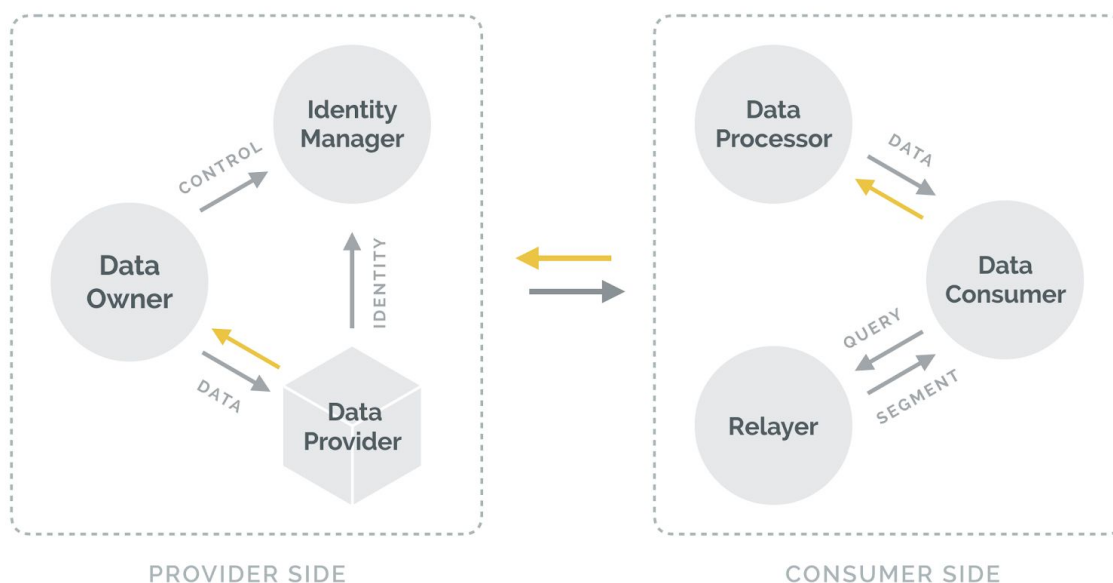 Identity
Manager
CONTROL
Data
Owner
IDENTITY
DATA
Data
Provider
PROVIDER SIDE
Data
Processor
DATA
Data
Consumer
QUERY
SEGMENT
Relayer
CONSUMER SIDE